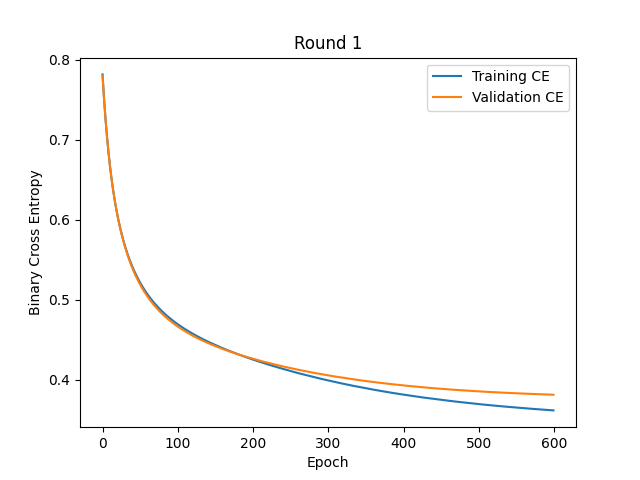 Round 1
Training CE
Validation CE
Binary Cross Entropy
0.8
0.7
0.6
0.5
0.4
0 100 200 300 400 500 600
Epoch